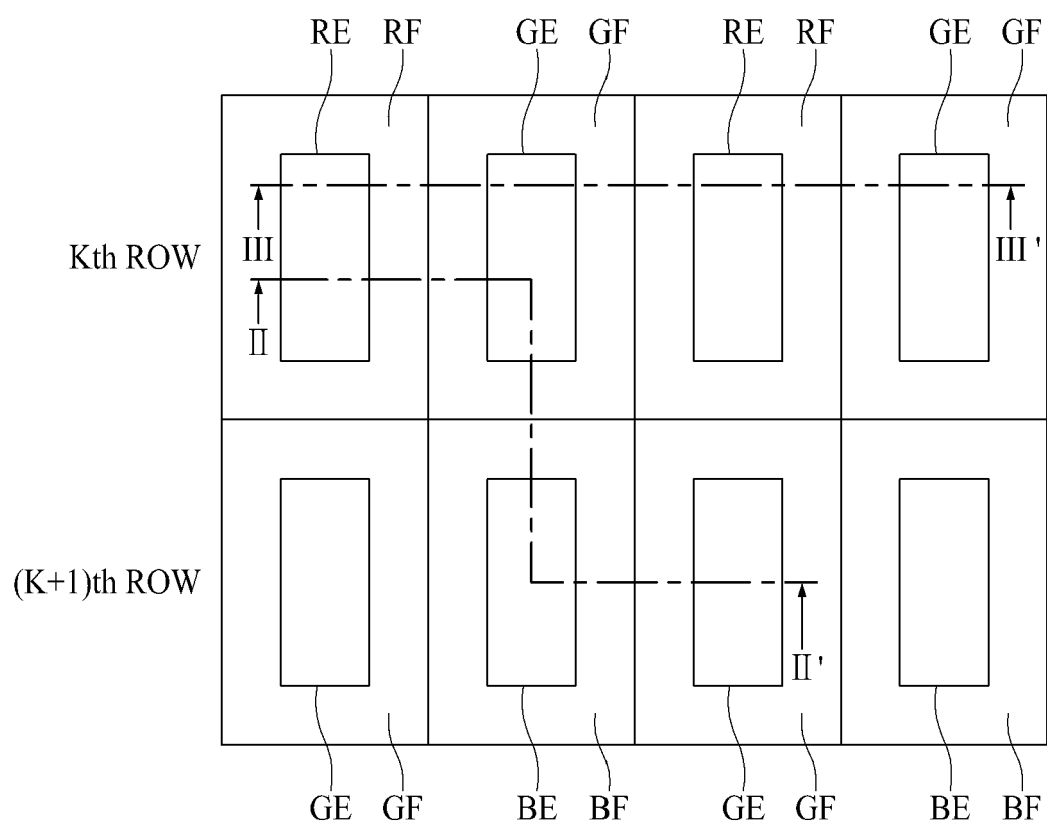 RE RF GE GF RE RF GE GF
III III'
Kth ROW
II
(K+1)th ROW
II'
GE GF BE BF GE GF BE BF